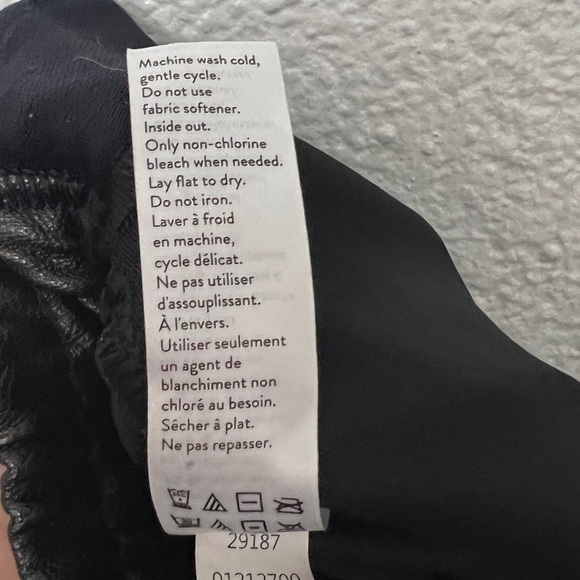 Machine wash cold,
gentle cycle.
Do not use
fabric softener.
Inside out.
Only non-chlorine
bleach when needed.
Lay flat to dry.
Do not iron.
Laver à froid
en machine,
cycle délicat.
Ne pas utiliser
d'assouplissant.
À l'envers.
Utiliser seulement
un agent de
blanchiment non
chloré au besoin.
Sécher à plat.
Ne pas repasser.
29187